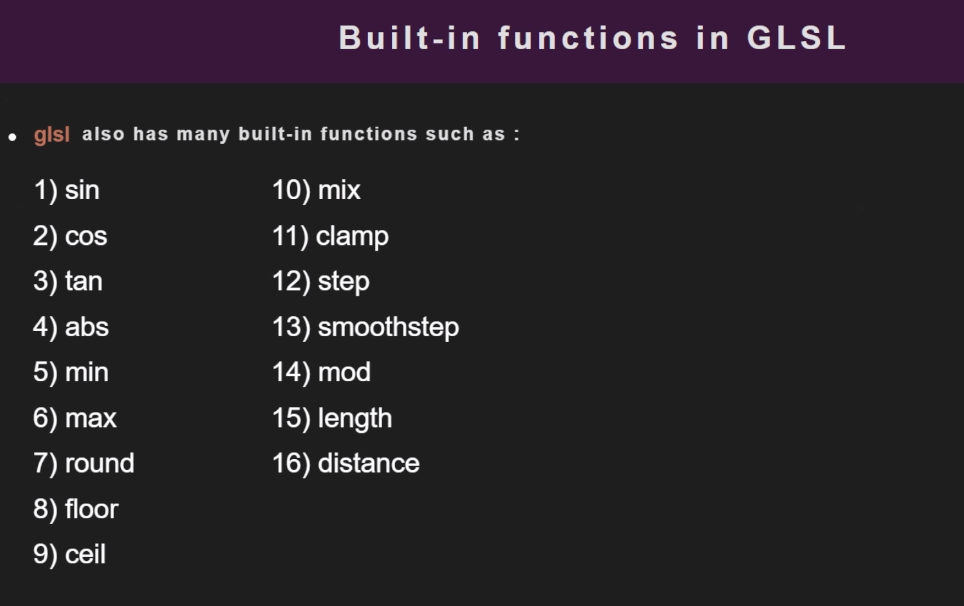 Built-in functions in GLSL
• glsl also has many built-in functions such as :
1) sin
2) cos
3) tan
4) abs
5) min
6) max
7) round
8) floor
9) ceil
10) mix
11) clamp
12) step
13) smoothstep
14) mod
15) length
16) distance